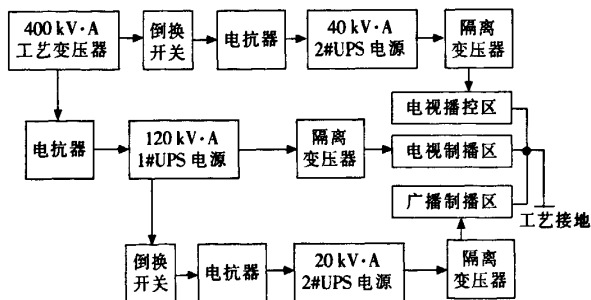 400 kV·A
工艺变压器
倒换
开关
电抗器
40 kV·A
2#UPS 电源
隔离
变压器
电视播控区
电抗器
120 kV·A
1#UPS 电源
隔离
变压器
电视制播区
广播制播区
工艺接地
倒换
开关
电抗器
20 kV·A
2#UPS 电源
隔离
变压器